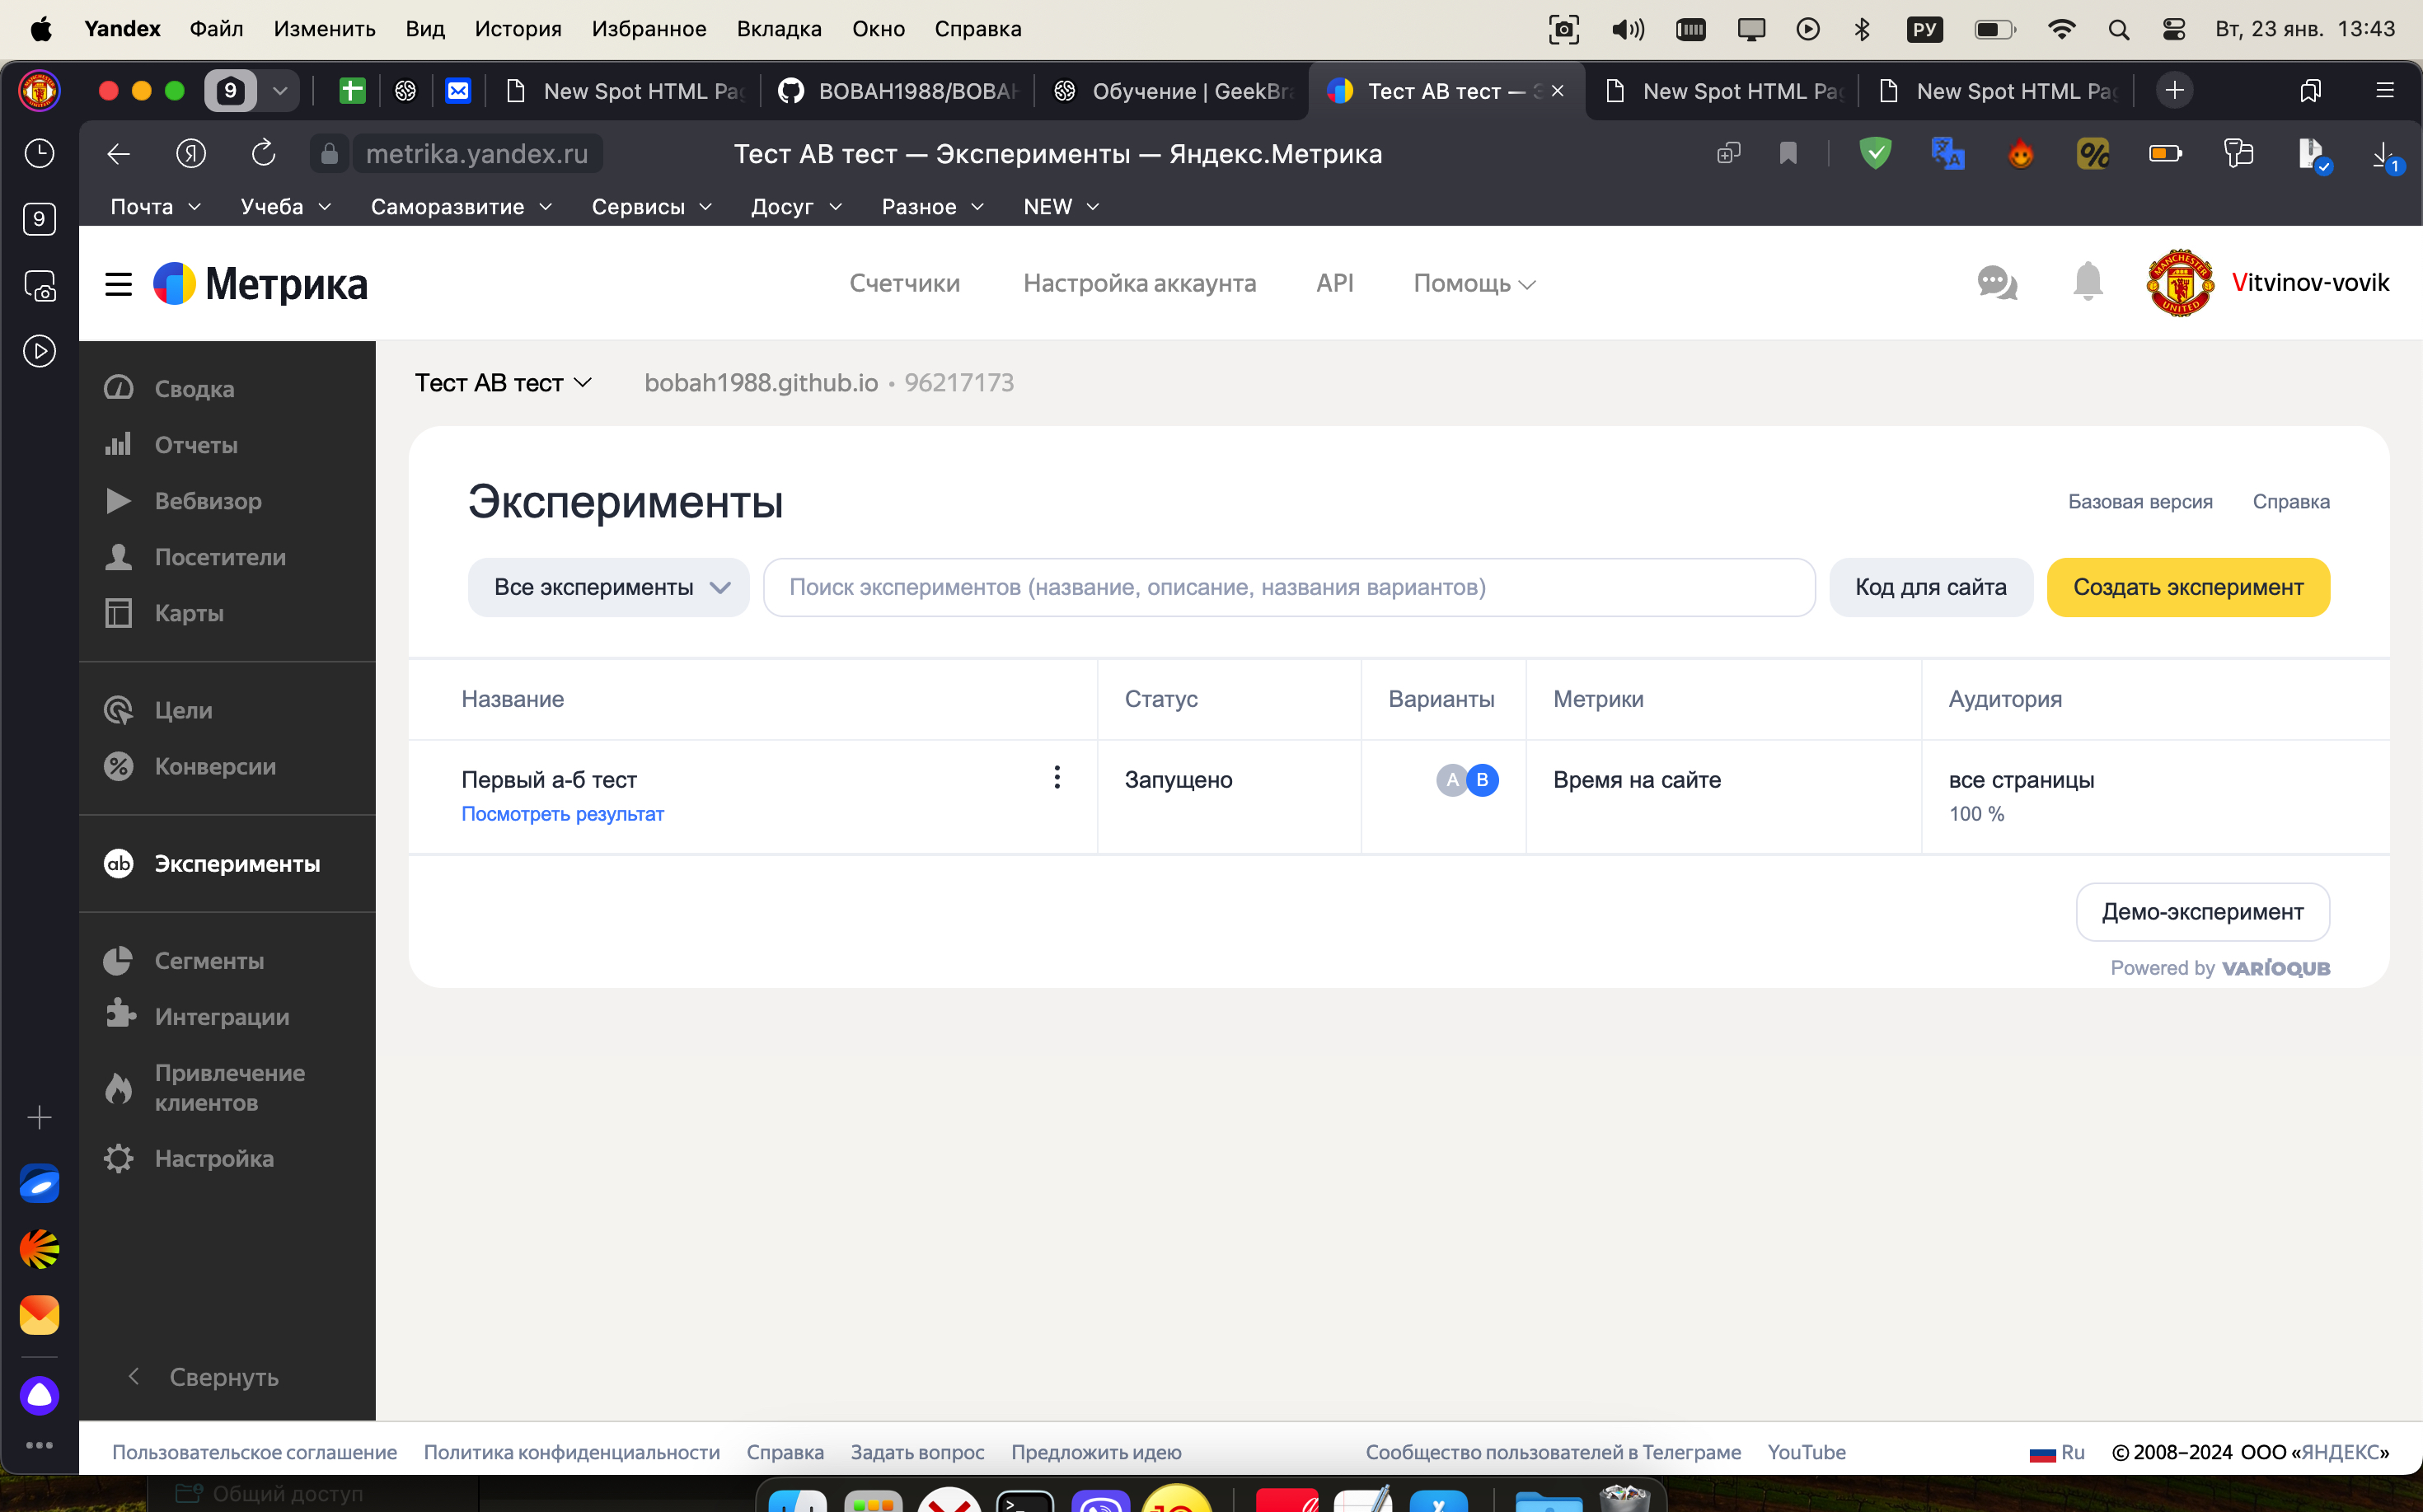 Yandex Файл Изменить Вид История Избранное Вкладка Окно Справка РУ Вт, 23 янв. 13:43
9 New Spot HTML Pa BOBAH1988/BOBAH Обучение | GeekBra Тест АВ тест — Э New Spot HTML Pa New Spot HTML Pa
metrika.yandex.ru Тест АВ тест — Эксперименты — Яндекс.Метрика 1
9
Почта Учеба Саморазвитие Сервисы Досуг Разное NEW
Метрика Счетчики Настройка аккаунта API Помощь Vitvinov-vovik
Тест АВ тест bobah1988.github.io • 96217173
Сводка
Отчеты
Вебвизор
Посетители
Карты
Цели
Конверсии
ab Эксперименты
Сегменты
Интеграции
Привлечение
клиентов
Настройка
Свернуть
Эксперименты Базовая версия Справка
Все эксперименты Поиск экспериментов (название, описание, названия вариантов) Код для сайта Создать эксперимент
Название Статус Варианты Метрики Аудитория
Первый а-б тест Запущено A B Время на сайте все страницы
Посмотреть результат 100 %
Демо-эксперимент
Powered by VARIOQUB
Пользовательское соглашение Политика конфиденциальности Справка Задать вопрос Предложить идею Сообщество пользователей в Телеграме YouTube Ru © 2008–2024 ООО «ЯНДЕКС»
Общий доступ